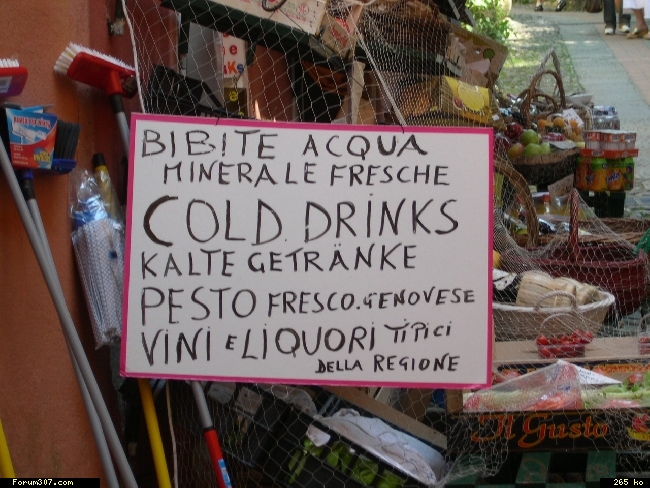 BIBITE ACQUA
MINERALE FRESCHE
COLD. DRINKS
KALTE GETRÄNKE
PESTO FRESCO. GENOVESE
VINI E LIQUORI TIPICI
DELLA REGIONE
Il Gusto
Forum307.com
265 ko